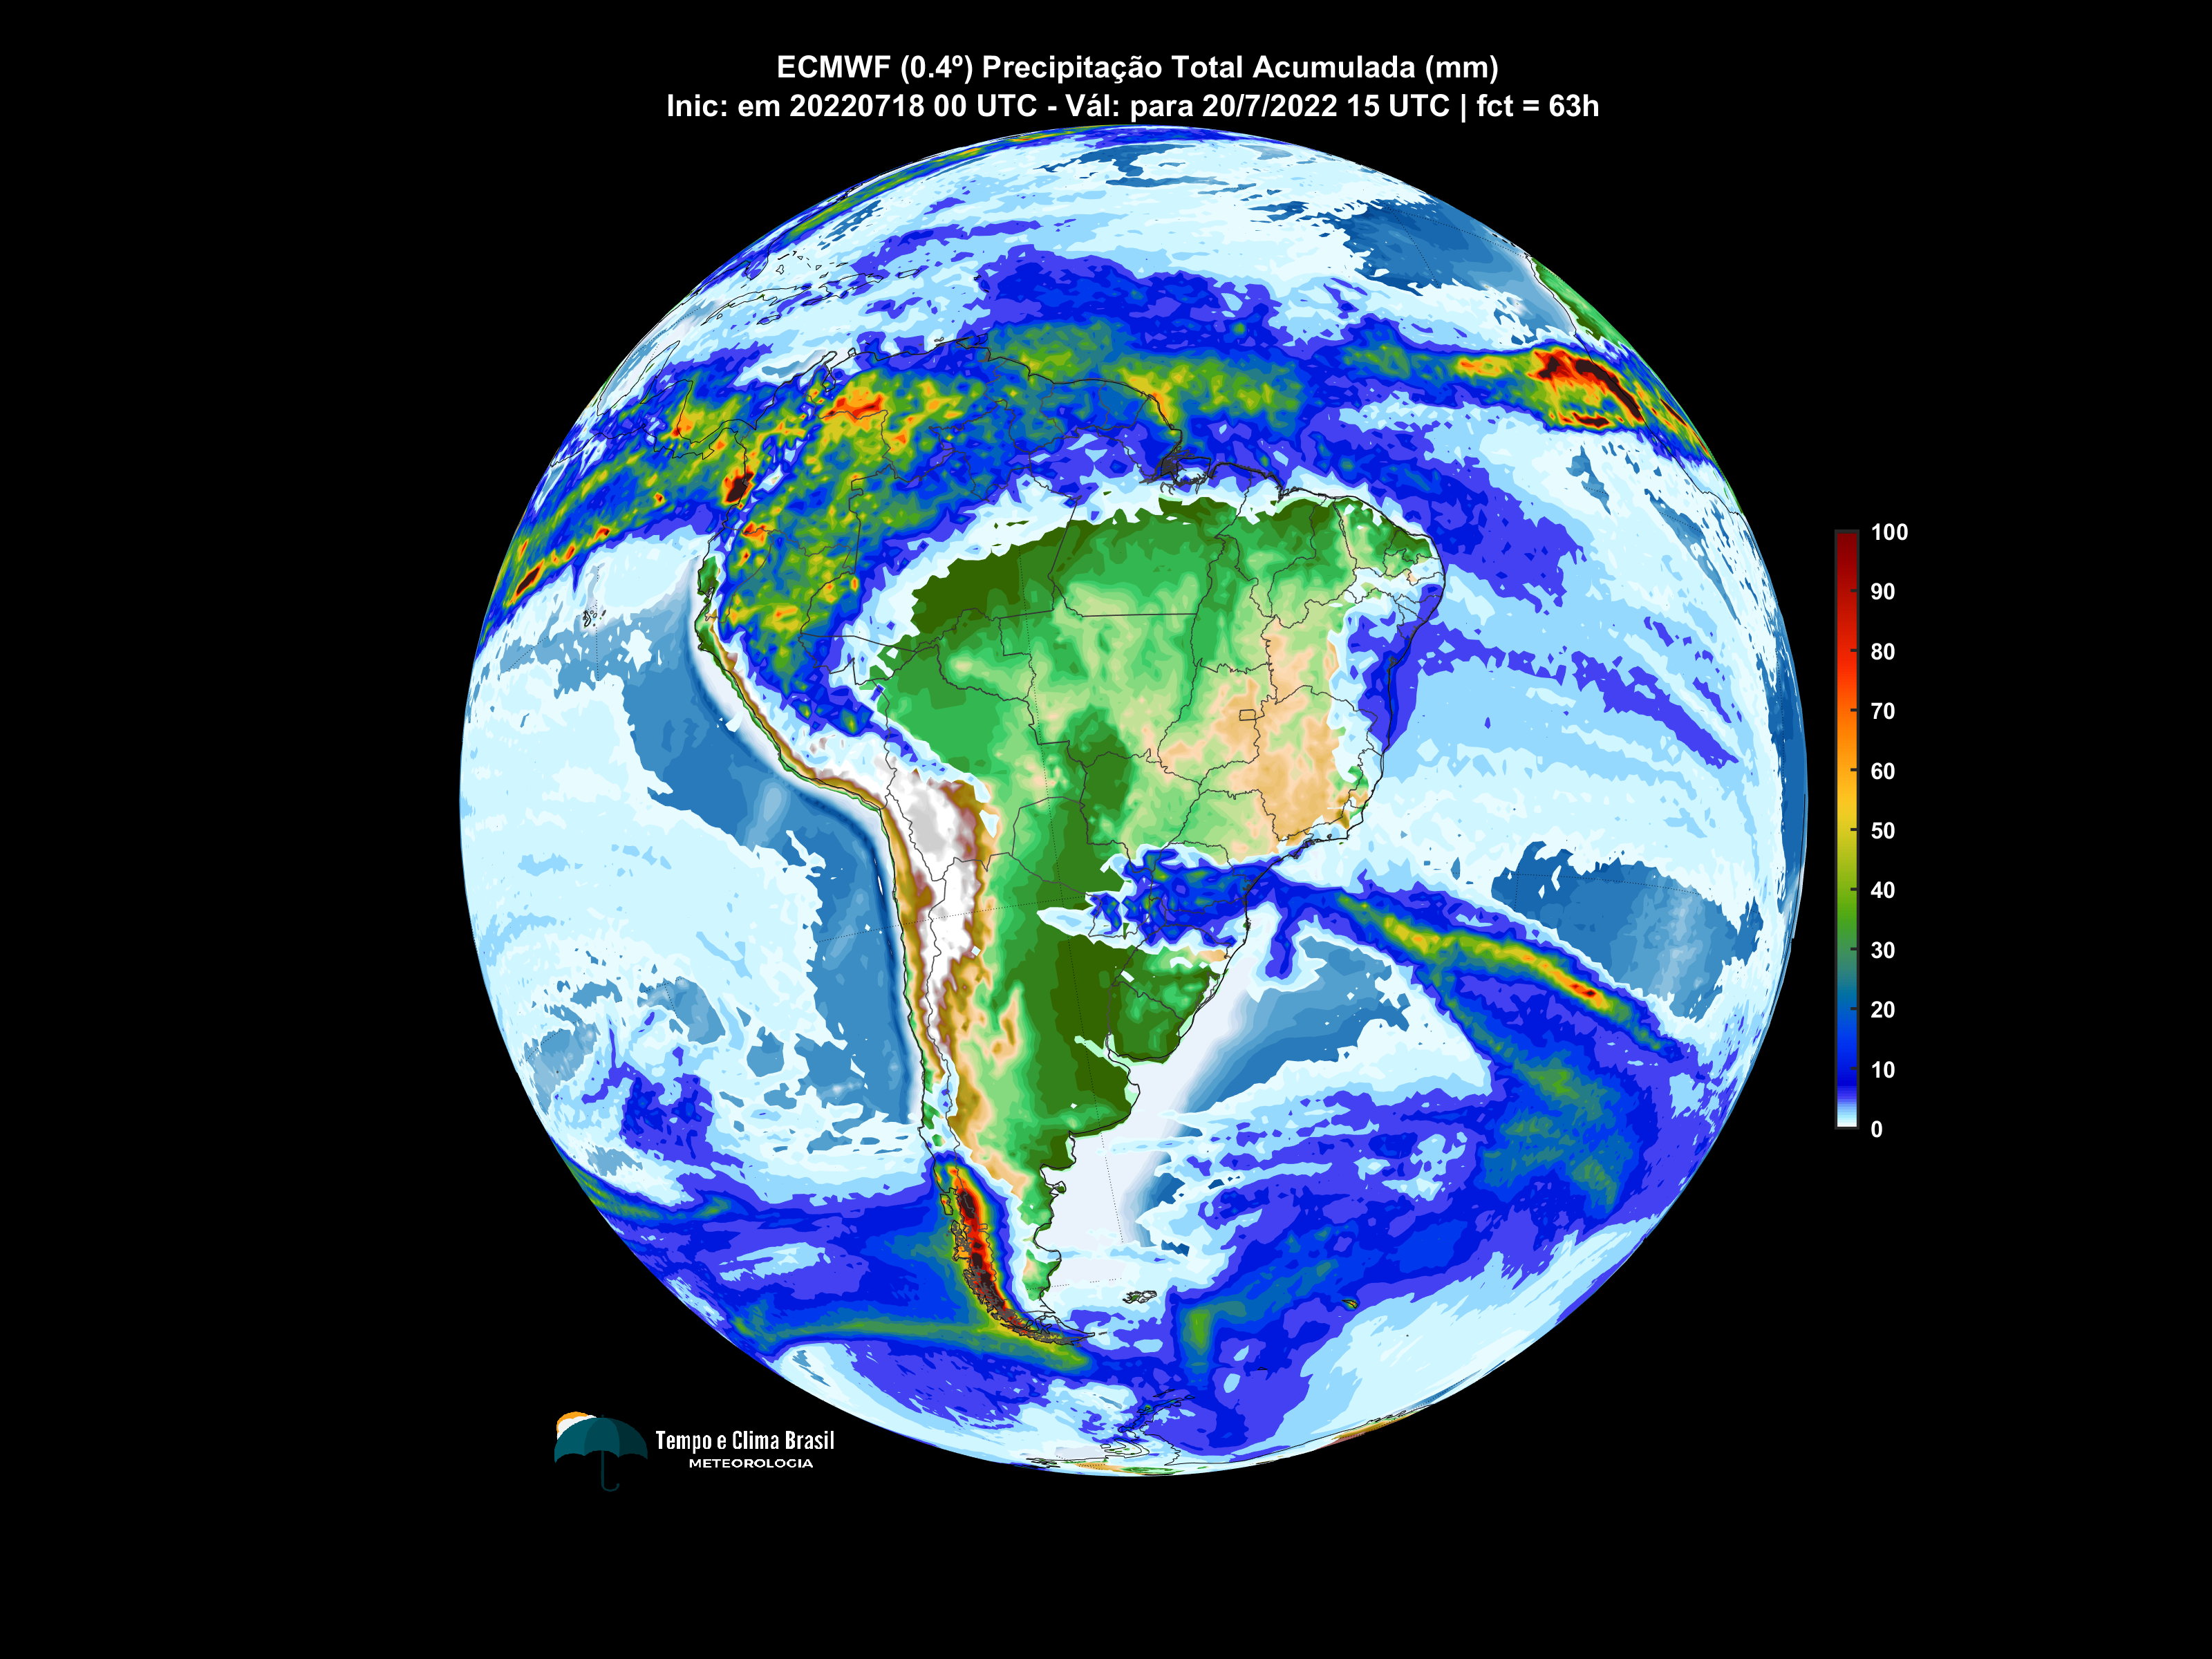 ECMWF (0.4º) Precipitação Total Acumulada (mm)
Inic: em 20220718 00 UTC - Vál: para 20/7/2022 15 UTC | fct = 63h
100
90
80
70
60
50
40
30
20
10
0
Tempo e Clima Brasil
METEOROLOGIA